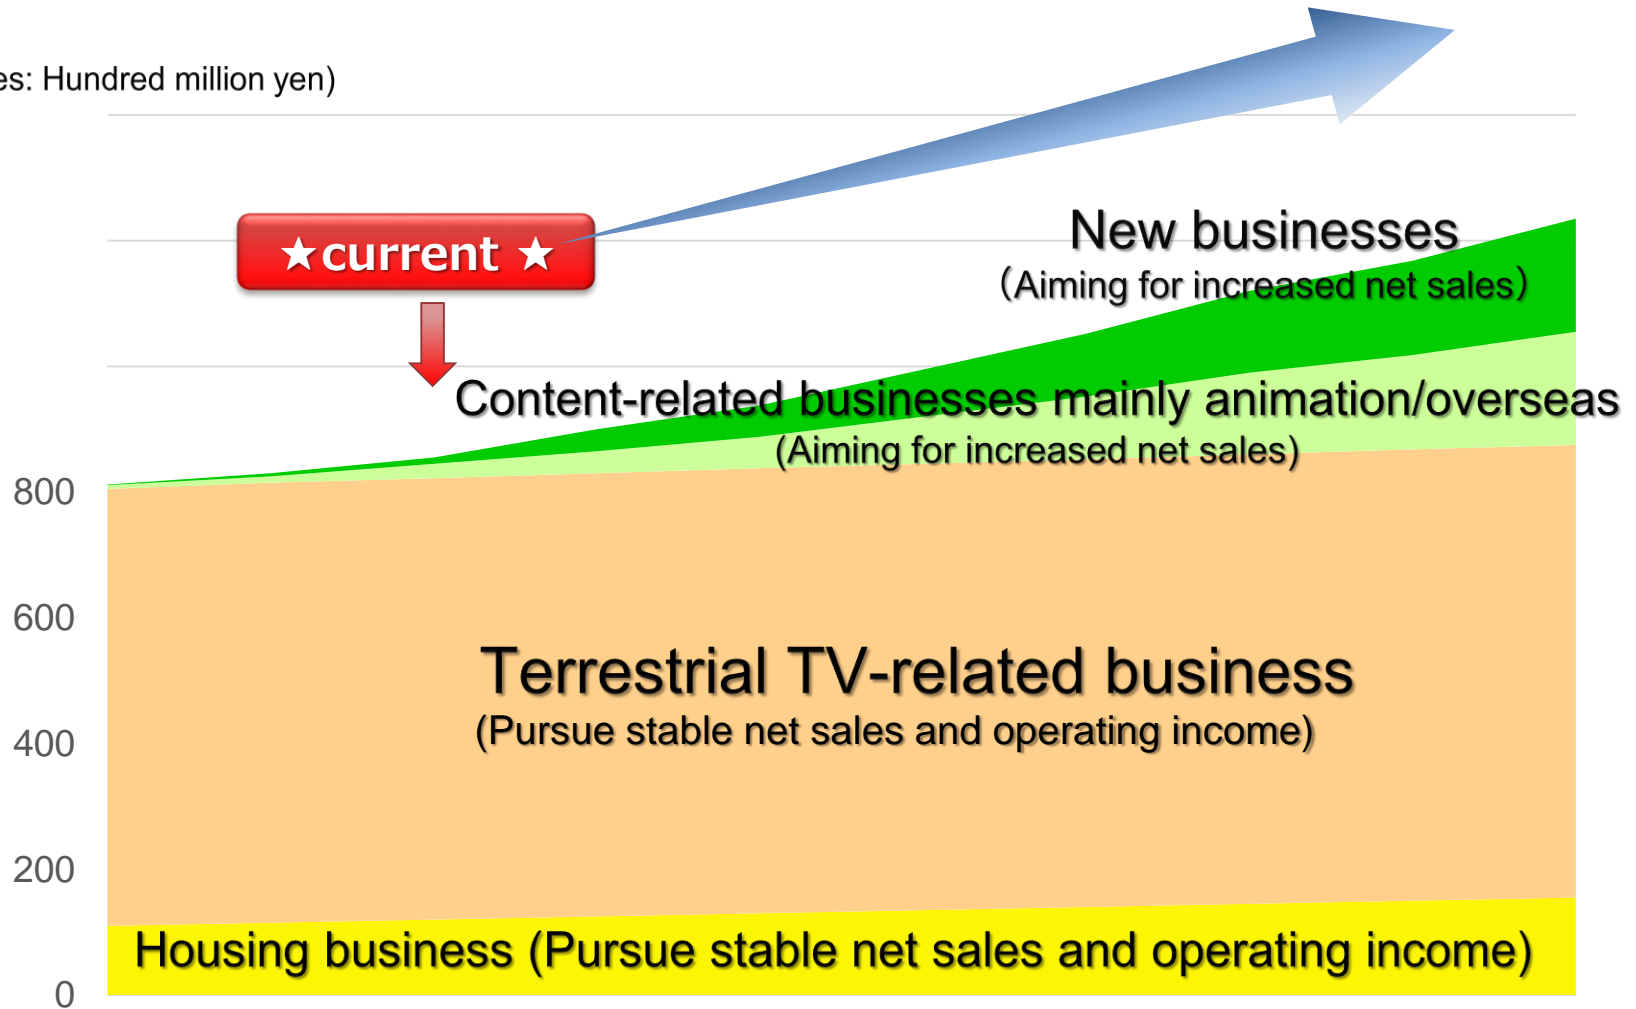 es: Hundred million yen)
★current ★
New businesses
（Aiming for increased net sales）
Content-related businesses mainly animation/overseas
(Aiming for increased net sales)
800
600
Terrestrial TV-related business
(Pursue stable net sales and operating income)
400
200
Housing business (Pursue stable net sales and operating income)
0